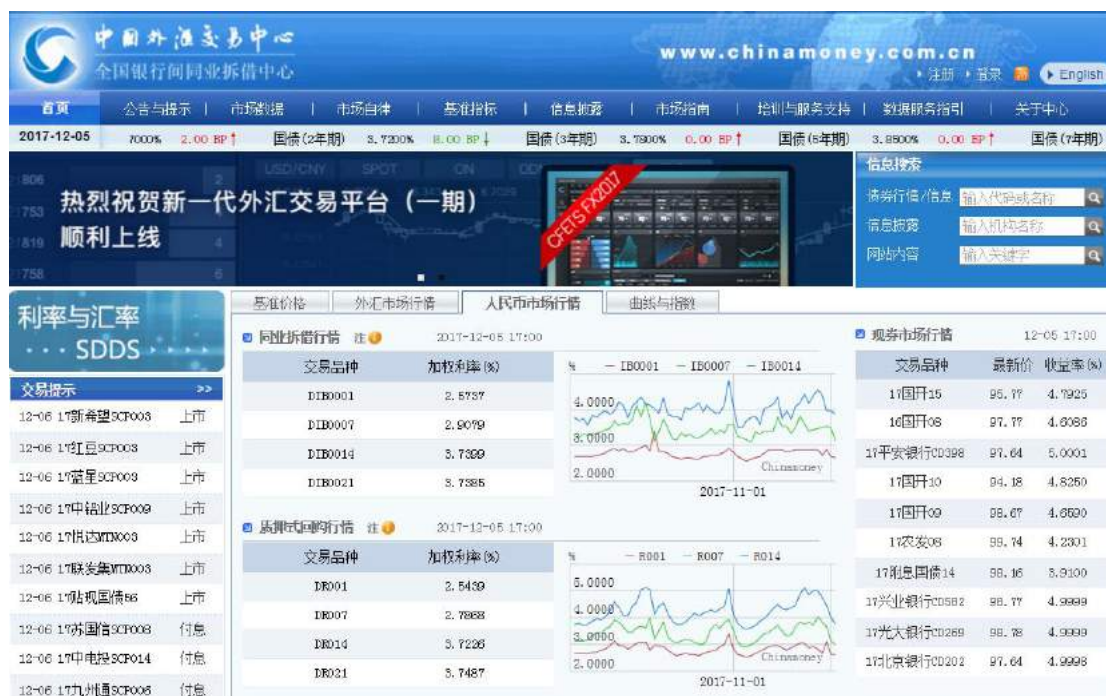 中国外汇交易中心
全国银行间同业拆借中心
www.chinamoney.com.cn
注册 登录 English
首页 公告与提示 | 市场数据 | 市场自律 | 基准指标 | 信息披露 | 市场指南 | 培训与服务支持 | 数据服务指引 | 关于中心
2017-12-05 7000% 2.00 BP↑ 国债(2年期) 3.7200% 8.00 BP↓ 国债(3年期) 3.7800% 0.00 BP↑ 国债(5年期) 3.8500% 0.00 BP↑ 国债(7年期)
USD/CNY SPOT ON
热烈祝贺新一代外汇交易平台（一期）
顺利上线
CFETS FX2017
信息搜索
债券行情/信息 输入代码或名称
信息披露 输入机构名称
网站内容 输入关键字
利率与汇率
··· SDDS ····
交易提示 >>
12-06 17新希望SCP003 上市
12-06 17红豆SCP003 上市
12-06 17蓝星SCP003 上市
12-06 17中铝业SCP009 上市
12-06 17悦达MTN003 上市
12-06 17联发集MTN003 上市
12-06 17贴现国债56 上市
12-06 17苏国信SCP008 付息
12-06 17中电投SCP014 付息
12-06 17九州通SCP006 付息
基准价格 外汇市场行情 人民币市场行情 曲线与指数
同业拆借行情 注 2017-12-05 17:00
交易品种 加权利率(%)
DIBO001 2.5737
DIBO007 2.9079
DIBO014 3.7399
DIBO021 3.7385
% — IBO001 — IBO007 — IBO014
4.0000
3.0000
2.0000
Chinamoney
2017-11-01
质押式回购行情 注 2017-12-05 17:00
交易品种 加权利率(%)
DR001 2.5439
DR007 2.7868
DR014 3.7226
DR021 3.7487
% — R001 — R007 — R014
5.0000
4.0000
3.0000
2.0000
Chinamoney
2017-11-01
现券市场行情 12-05 17:00
交易品种 最新价 收益率(%)
17国开15 95.77 4.7925
16国开08 97.77 4.6086
17平安银行CD398 97.64 5.0001
17国开10 94.18 4.8250
17国开09 98.67 4.6590
17农发08 99.74 4.2301
17附息国债14 98.16 3.9100
17兴业银行CD582 98.77 4.9999
17光大银行CD269 98.78 4.9999
17北京银行CD202 97.64 4.9998